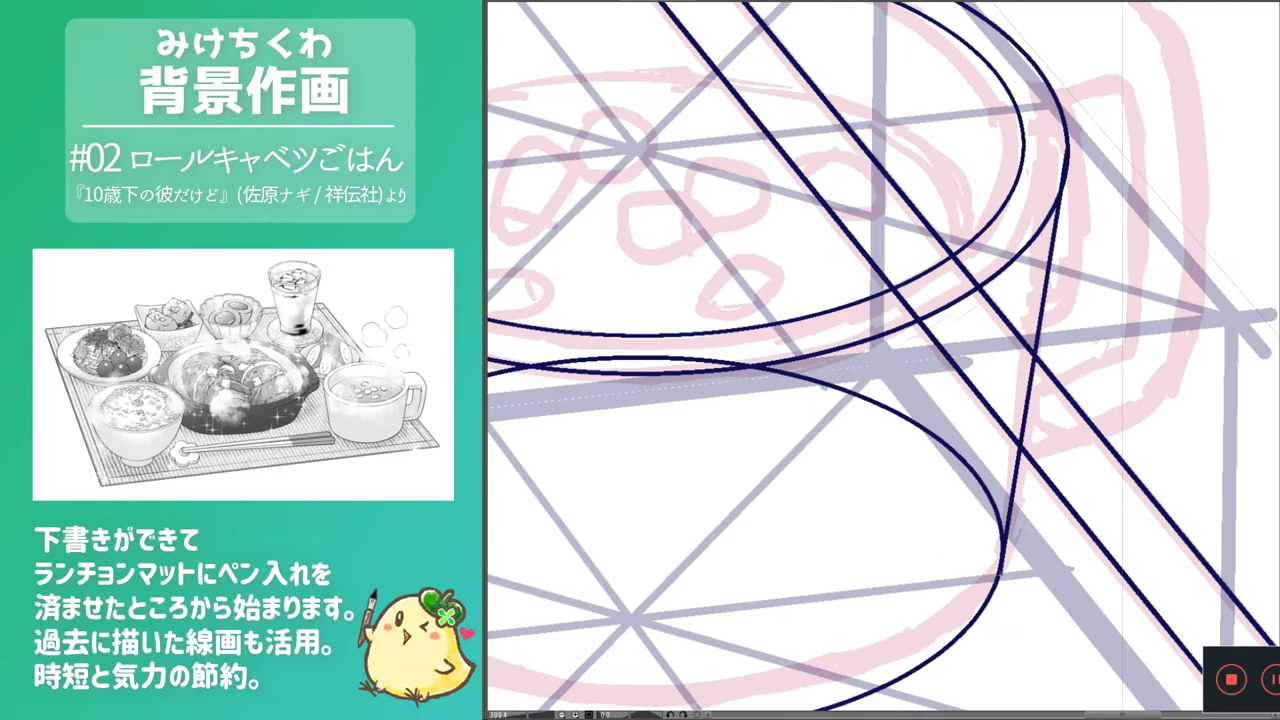 みけちくわ
背景作画
#02 ロールキャベツごはん
『10歳下の彼だけど』(佐原ナギ / 祥伝社) より
下書きができて
ランチョンマットにペン入れを
済ませたところから始まります。
過去に描いた線画も活用。
時短と気力の節約。
109.4
0.0